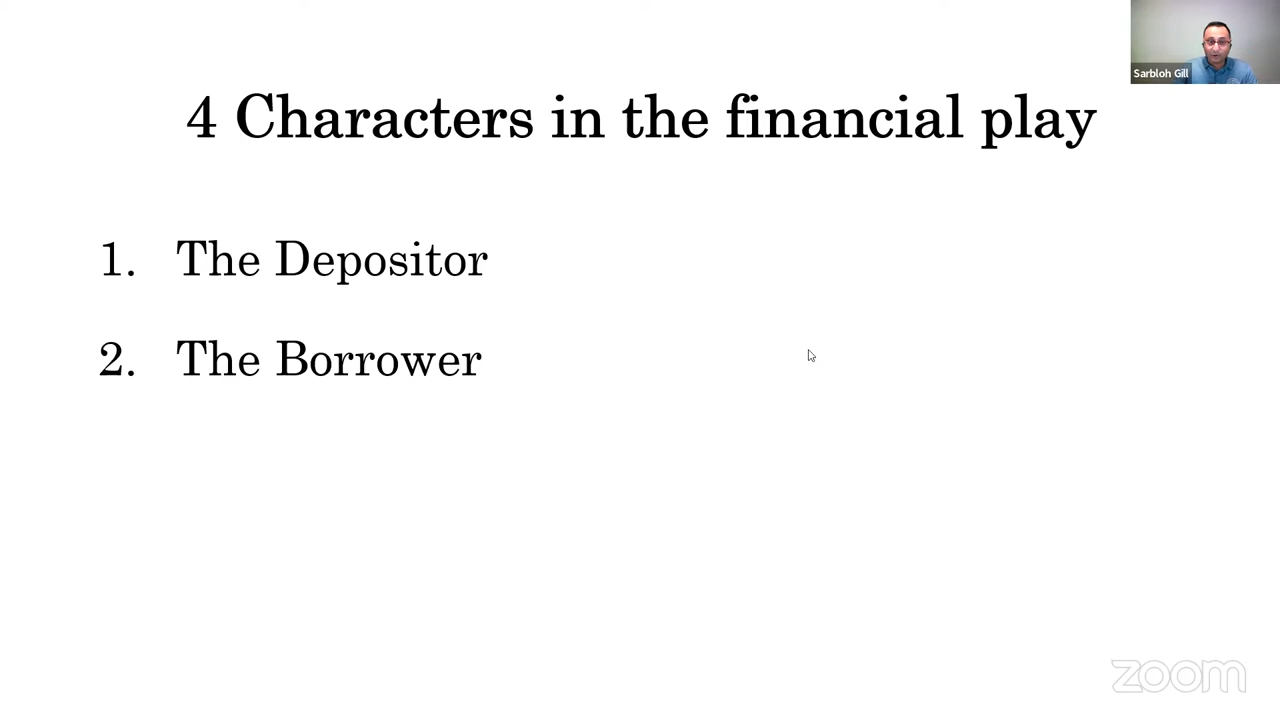 Sarbloh Gill
4 Characters in the financial play
1. The Depositor
2. The Borrower
zoom